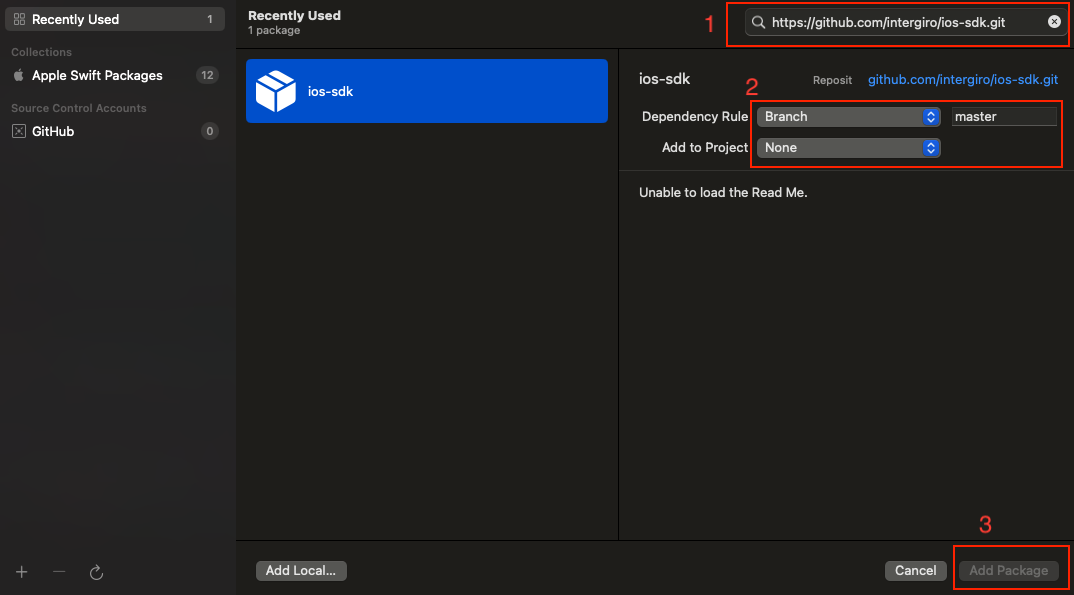 Recently Used 1
Collections
Apple Swift Packages 12
Source Control Accounts
GitHub 0
Recently Used
1 package
1
https://github.com/intergiro/ios-sdk.git
ios-sdk
ios-sdk
Reposit github.com/intergiro/ios-sdk.git
2
Dependency Rule Branch master
Add to Project None
Unable to load the Read Me.
3
Add Local...
Cancel
Add Package